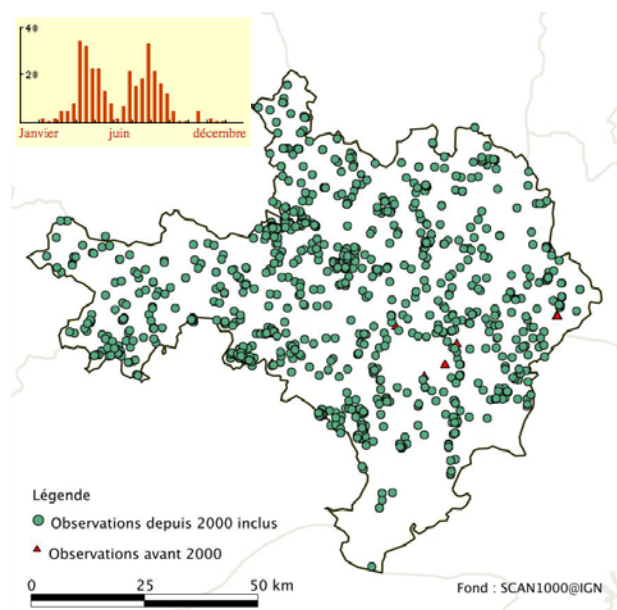 40
20
Janvier juin décembre
Légende
Observations depuis 2000 inclus
Observations avant 2000
0 25 50 km
Fond : SCAN1000@IGN